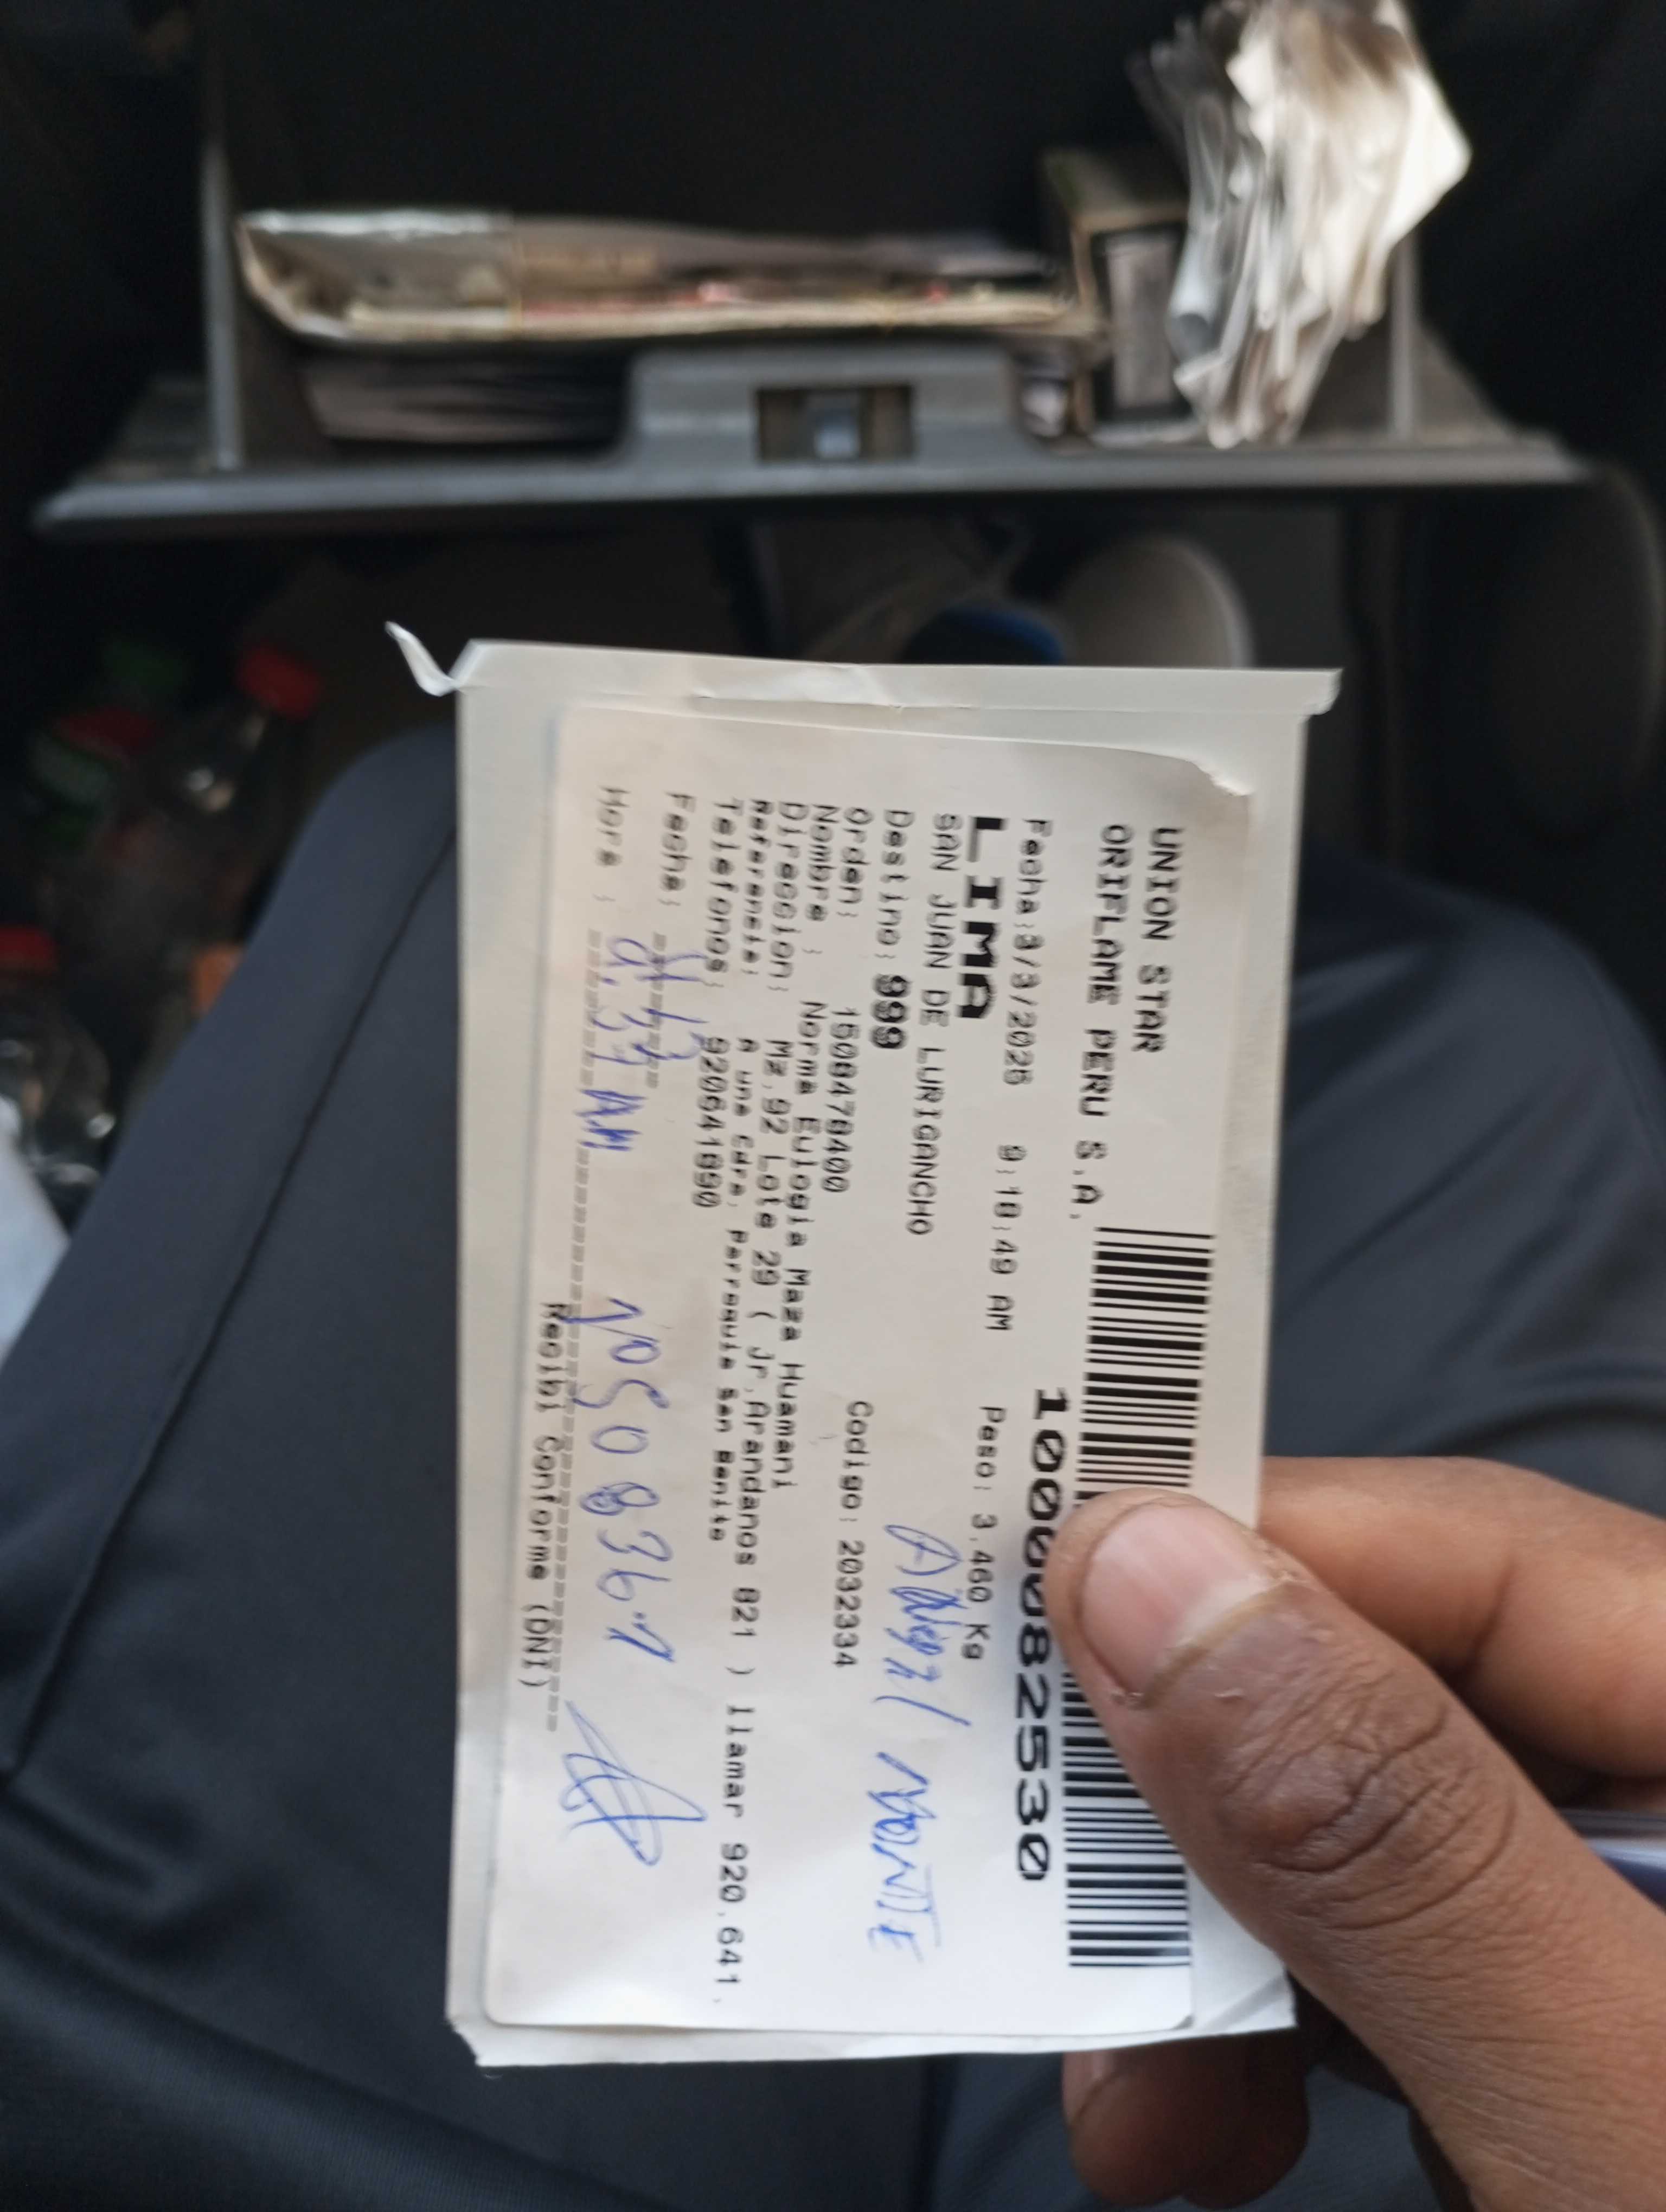 UNION STAR
ORIFLAME PERU S.A.
1000082530
Fecha:3/3/2026 9:18:49 AM Peso: 3.460 Kg
LIMA
SAN JUAN DE LURIGANCHO
Destino: 999
Orden: 1508478400 Codigo: 2032334
Nombre : Norma Eulogia Maza Huamani
Direccion: Mz.92 Lote 29 ( Jr.Arandanos 821 ) llamar 920.641.
Referencia: A una cdra. Parroquia San Benito
Telefonos: 920641890
Fecha:
Hora :
Recibi Conforme (DNI)